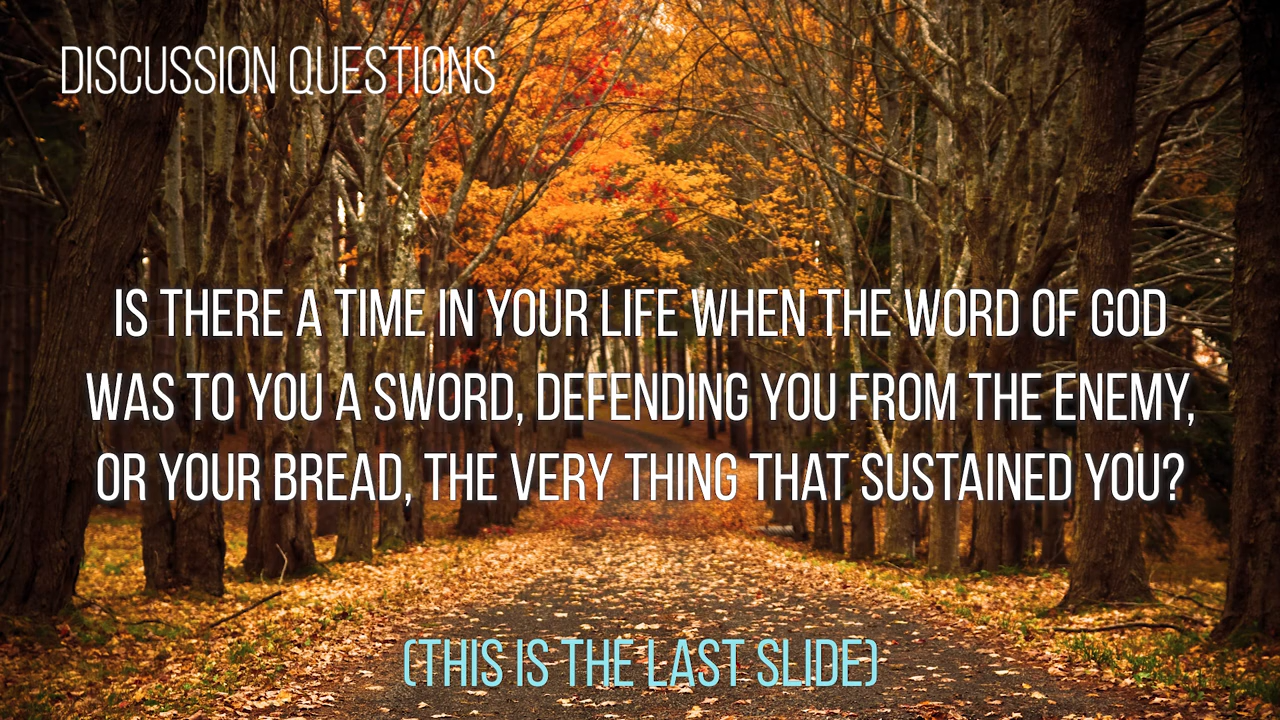 DISCUSSION QUESTIONS
IS THERE A TIME IN YOUR LIFE WHEN THE WORD OF GOD
WAS TO YOU A SWORD, DEFENDING YOU FROM THE ENEMY,
OR YOUR BREAD, THE VERY THING THAT SUSTAINED YOU?
(THIS IS THE LAST SLIDE)